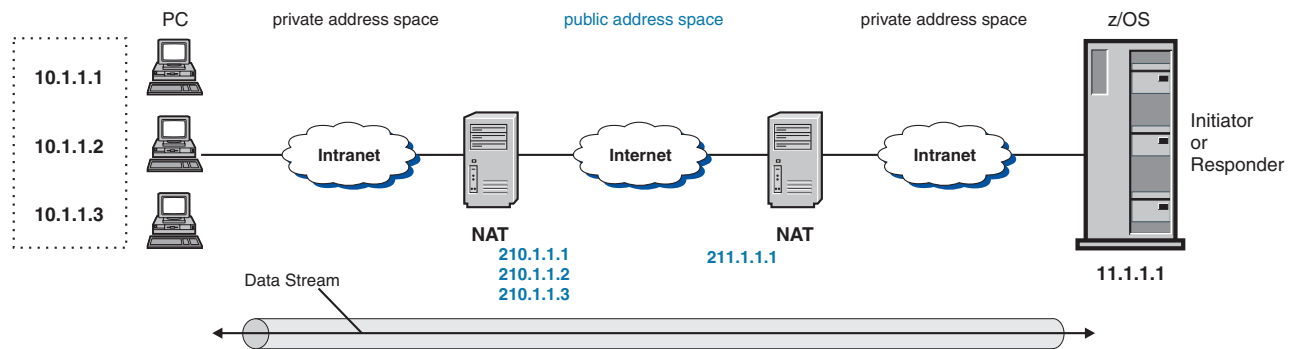 PC
private address space
public address space
private address space
z/OS
10.1.1.1
10.1.1.2
10.1.1.3
Intranet
Internet
Intranet
Initiator
or
Responder
NAT
210.1.1.1
210.1.1.2
210.1.1.3
NAT
211.1.1.1
11.1.1.1
Data Stream